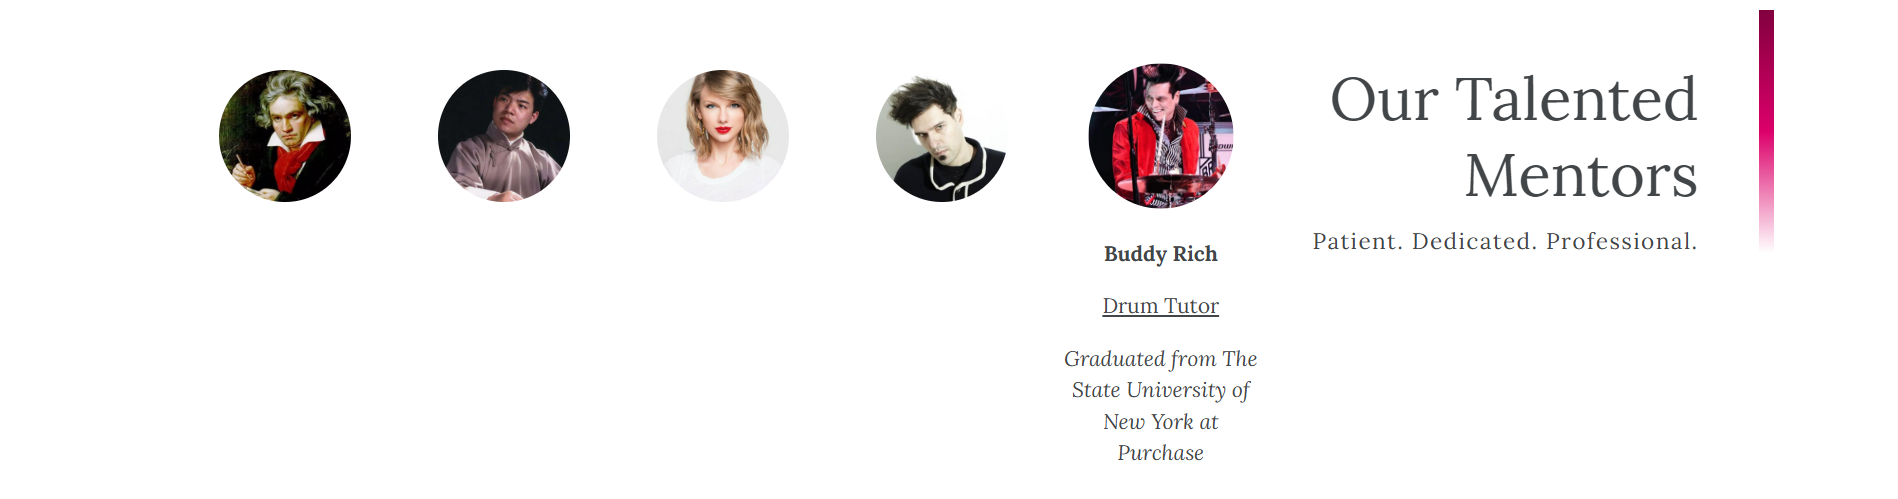 Our Talented
Mentors
Patient. Dedicated. Professional.
Buddy Rich
Drum Tutor
Graduated from The
State University of
New York at
Purchase